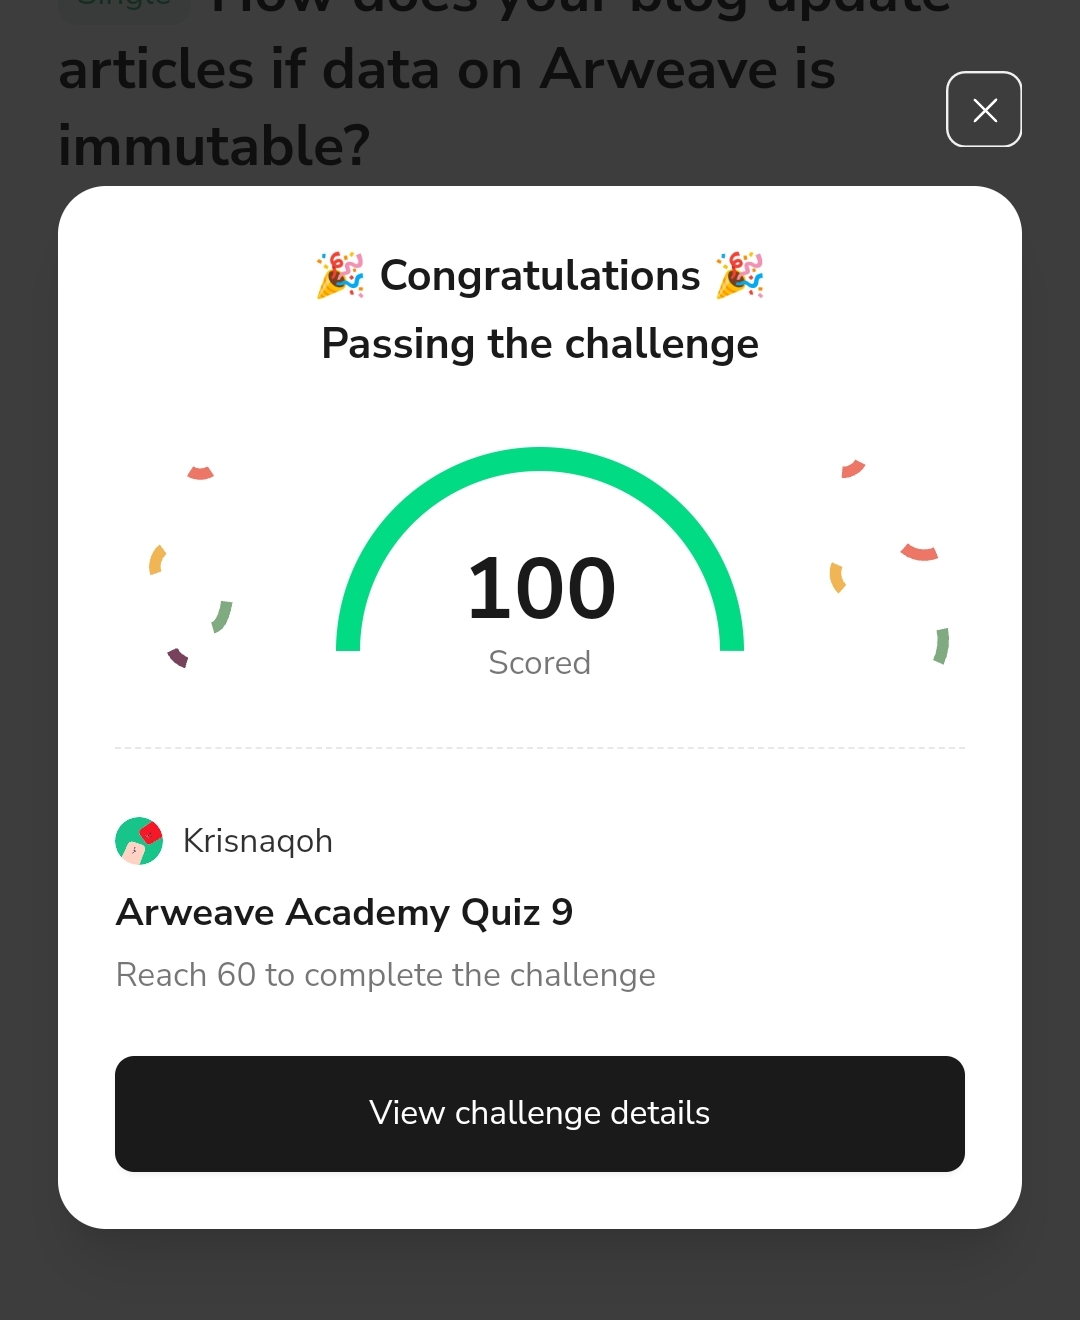 Single How does your blog update
articles if data on Arweave is
immutable?
🎉 Congratulations 🎉
Passing the challenge
100
Scored
Krisnaqoh
Arweave Academy Quiz 9
Reach 60 to complete the challenge
View challenge details